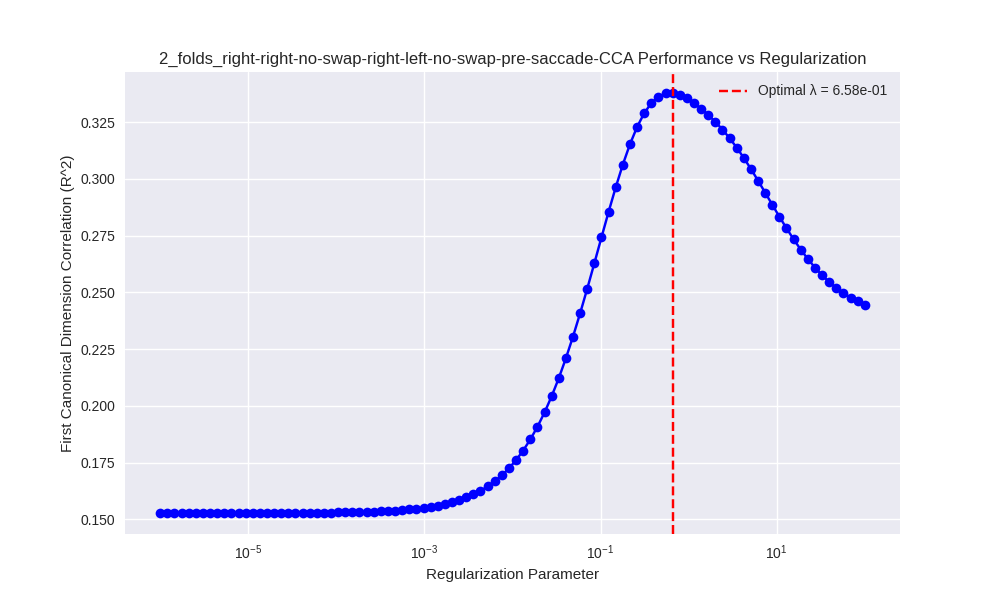 2_folds_right-right-no-swap-right-left-no-swap-pre-saccade-CCA Performance vs Regularization
Optimal λ = 6.58e-01
First Canonical Dimension Correlation (R^2)
0.325
0.300
0.275
0.250
0.225
0.200
0.175
0.150
10⁻⁵ 10⁻³ 10⁻¹ 10¹
Regularization Parameter